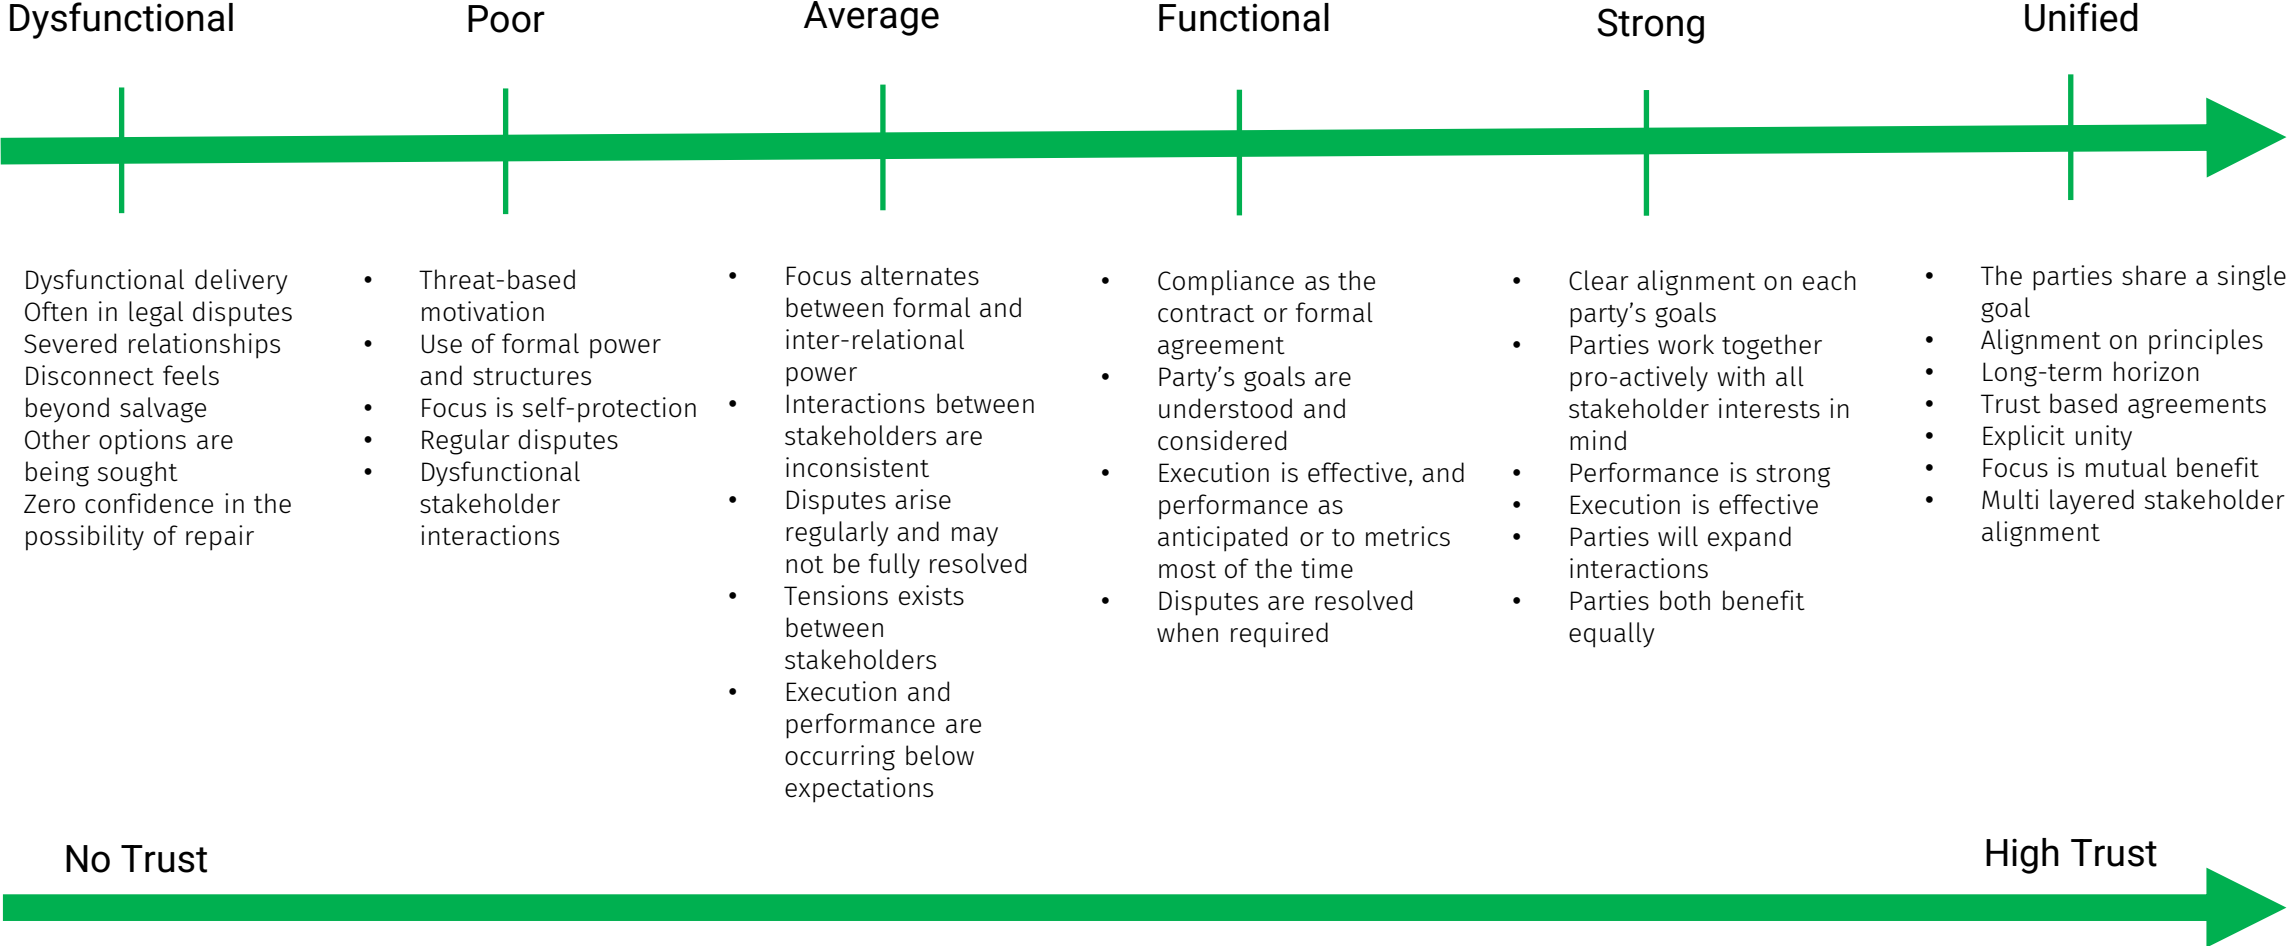 Dysfunctional
Poor
Average
Functional
Strong
Unified
Dysfunctional delivery
Often in legal disputes
Severed relationships
Disconnect feels
beyond salvage
Other options are
being sought
Zero confidence in the
possibility of repair
• Threat-based
motivation
• Use of formal power
and structures
• Focus is self-protection
• Regular disputes
• Dysfunctional
stakeholder
interactions
• Focus alternates
between formal and
inter-relational
power
• Interactions between
stakeholders are
inconsistent
• Disputes arise
regularly and may
not be fully resolved
• Tensions exists
between
stakeholders
• Execution and
performance are
occurring below
expectations
• Compliance as the
contract or formal
agreement
• Party’s goals are
understood and
considered
• Execution is effective, and
performance as
anticipated or to metrics
most of the time
• Disputes are resolved
when required
• Clear alignment on each
party’s goals
• Parties work together
pro-actively with all
stakeholder interests in
mind
• Performance is strong
• Execution is effective
• Parties will expand
interactions
• Parties both benefit
equally
• The parties share a single
goal
• Alignment on principles
• Long-term horizon
• Trust based agreements
• Explicit unity
• Focus is mutual benefit
• Multi layered stakeholder
alignment
No Trust
High Trust